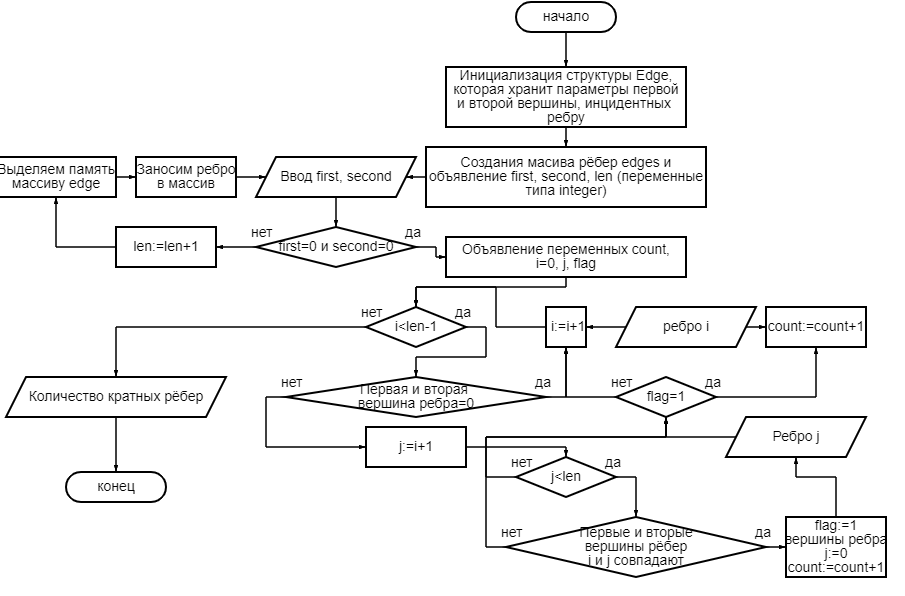 начало
Инициализация структуры Edge,
которая хранит параметры первой
и второй вершины, инцидентных
ребру
Выделяем память
массиву edge
Заносим ребро
в массив
Ввод first, second
Создания масива рёбер edges и
объявление first, second, len (переменные
типа integer)
len:=len+1
нет
first=0 и second=0
да
Объявление переменных count,
i=0, j, flag
нет
i<len-1
да
i:=i+1
ребро i
count:=count+1
Количество кратных рёбер
нет
Первая и вторая
вершина ребра=0
да
нет
flag=1
да
j:=i+1
Ребро j
нет
j<len
да
конец
нет
Первые и вторые
вершины рёбер
i и j совпадают
да
flag:=1
вершины ребра
j:=0
count:=count+1